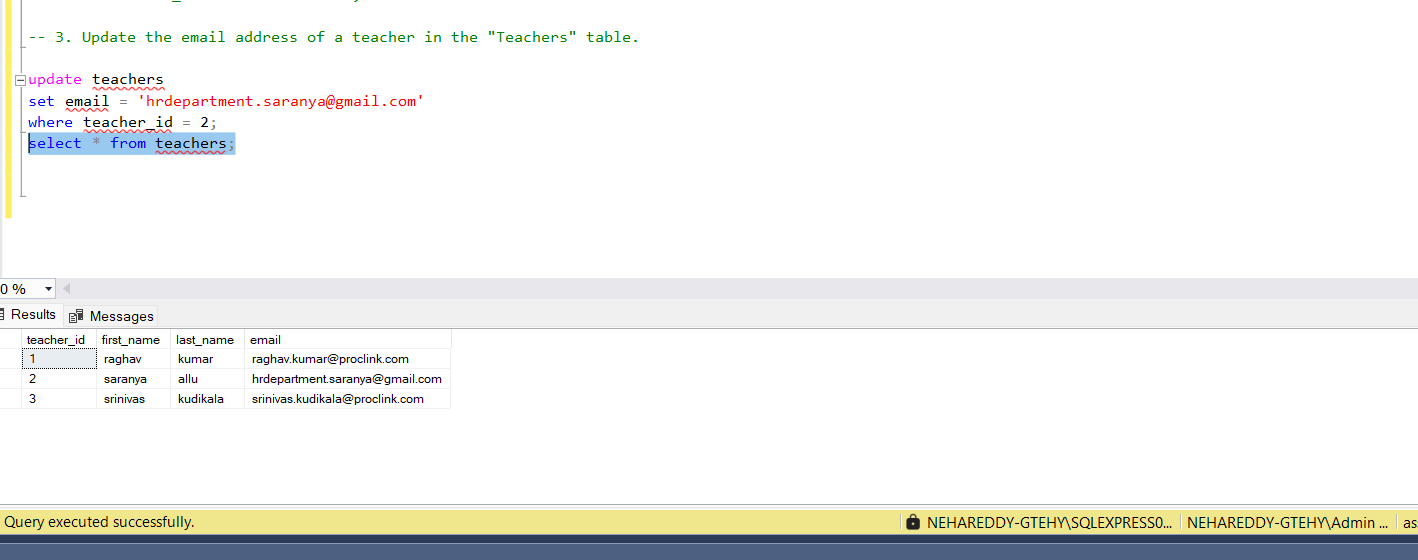 -- 3. Update the email address of a teacher in the "Teachers" table.
update teachers
set email = 'hrdepartment.saranya@gmail.com'
where teacher_id = 2;
select * from teachers;
0 %
Results Messages
teacher_id first_name last_name email
1 raghav kumar raghav.kumar@proclink.com
2 saranya allu hrdepartment.saranya@gmail.com
3 srinivas kudikala srinivas.kudikala@proclink.com
Query executed successfully. NEHAREDDY-GTEHY\SQLEXPRESS0... NEHAREDDY-GTEHY\Admin ... as